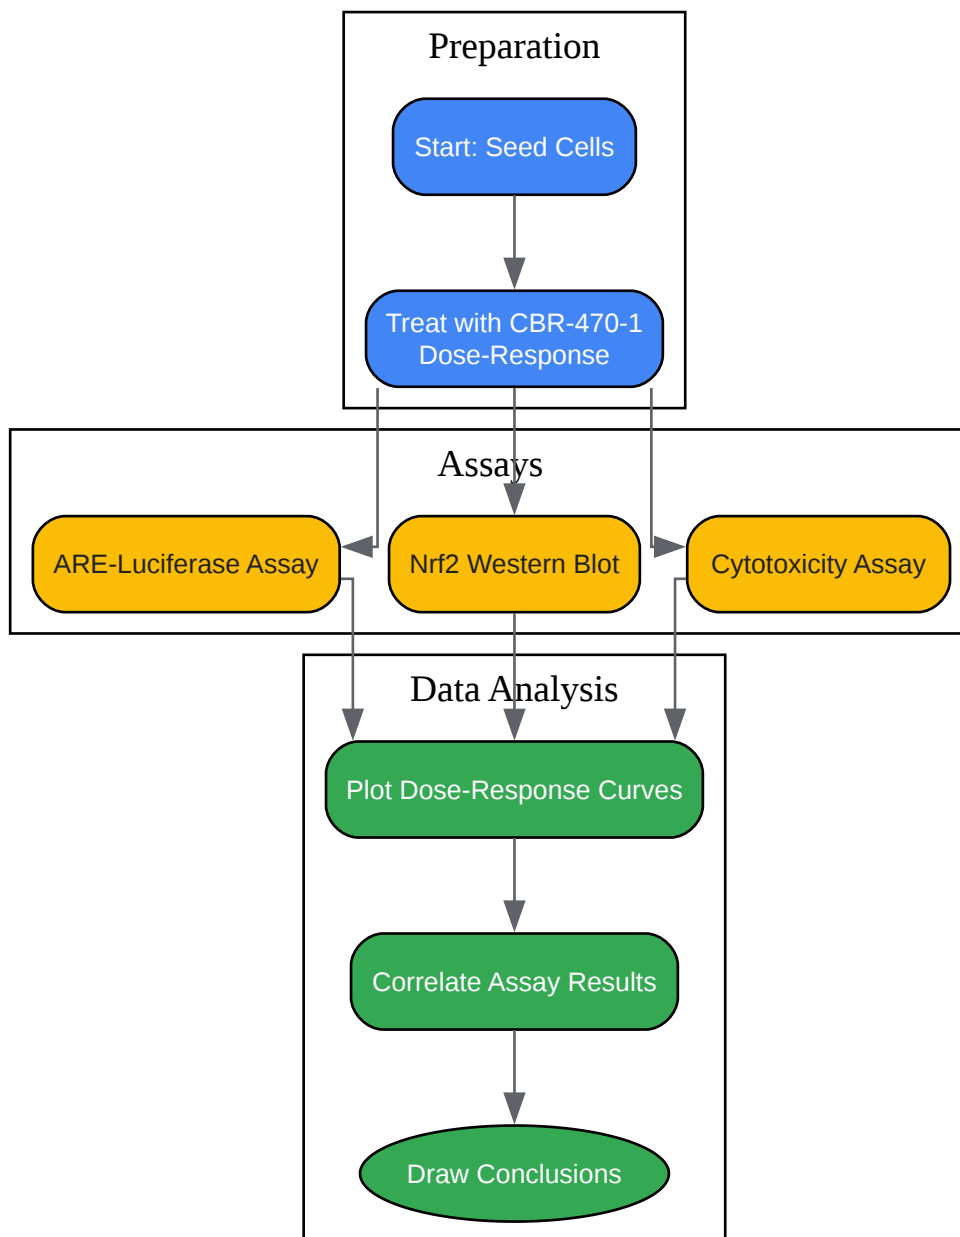 Preparation
Start: Seed Cells
Treat with CBR-470-1
Dose-Response
Assays
ARE-Luciferase Assay
Nrf2 Western Blot
Cytotoxicity Assay
Data Analysis
Plot Dose-Response Curves
Correlate Assay Results
Draw Conclusions